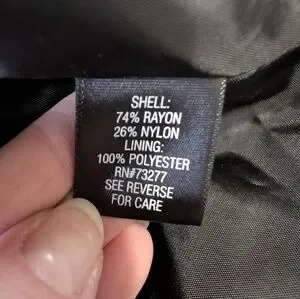 SHELL:
74% RAYON
26% NYLON
LINING:
100% POLYESTER
RN#73277
SEE REVERSE
FOR CARE